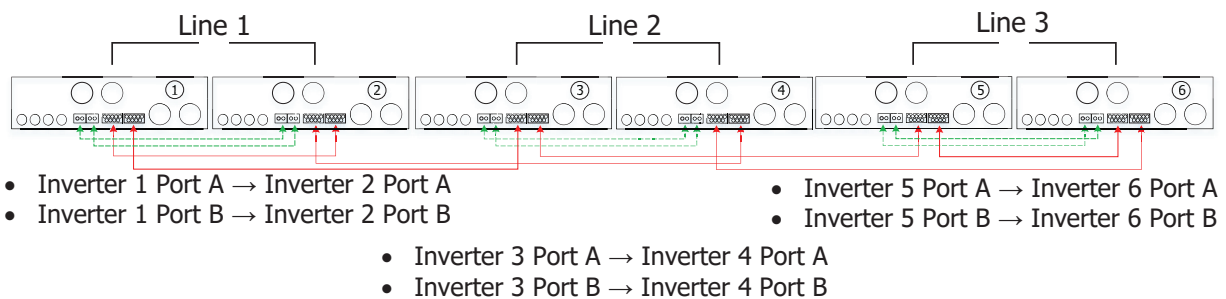 Line 1
Line 2
Line 3
1
2
3
4
5
6
• Inverter 1 Port A → Inverter 2 Port A
• Inverter 1 Port B → Inverter 2 Port B
• Inverter 5 Port A → Inverter 6 Port A
• Inverter 5 Port B → Inverter 6 Port B
• Inverter 3 Port A → Inverter 4 Port A
• Inverter 3 Port B → Inverter 4 Port B